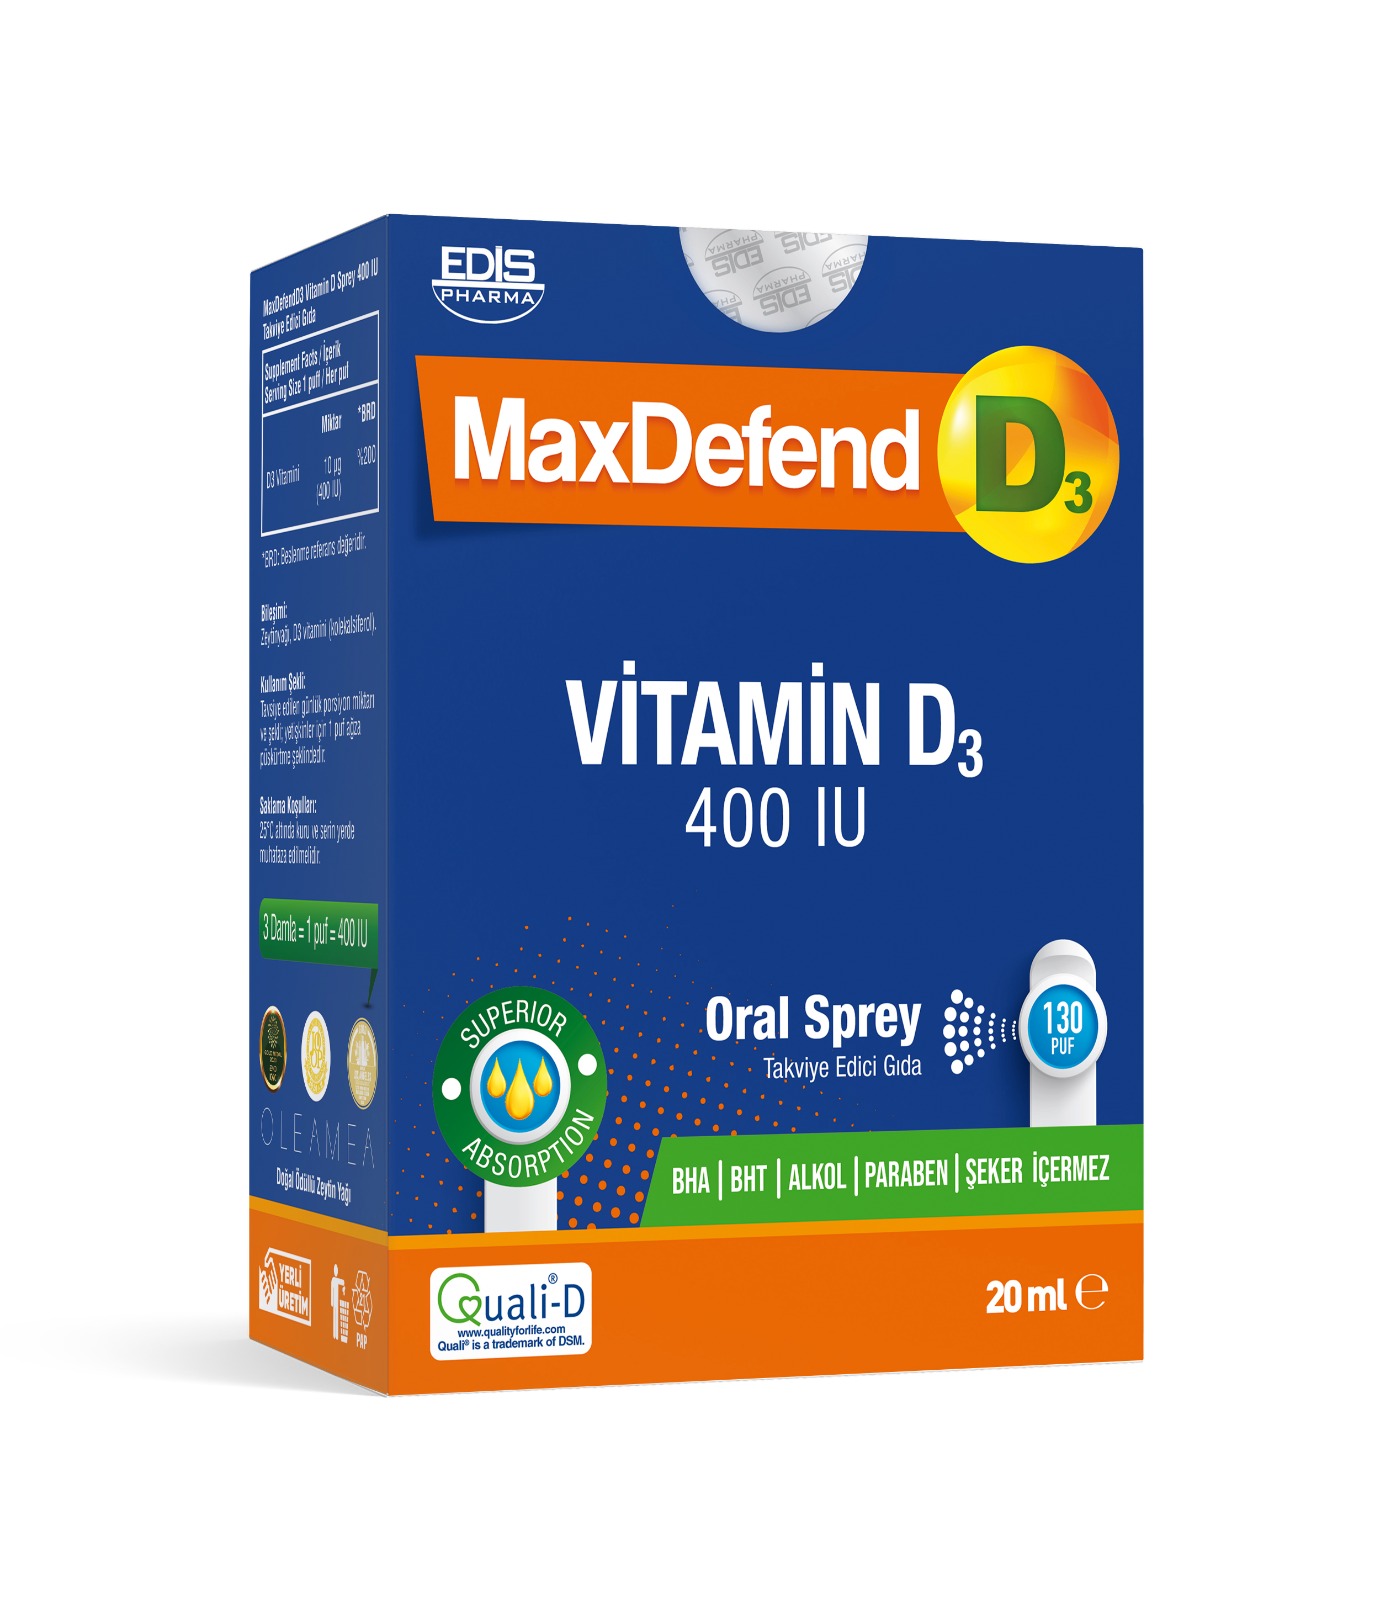 EDİS
PHARMA
MaxDefend D3
VİTAMİN D3
400 IU
Oral Sprey
Takviye Edici Gıda
130
PUF
SUPERIOR
ABSORPTION
BHA | BHT | ALKOL | PARABEN | ŞEKER İÇERMEZ
Quali®-D
www.qualityforlife.com
Quali® is a trademark of DSM.
20 ml ℮
MaxDefendD3 Vitamin D Sprey 400 IU
Takviye Edici Gıda
Supplement Facts / İçerik
Serving Size 1 puff / Her puf
Miktar *BRD
D3 Vitamini 10 µg %200
(400 IU)
*BRD: Beslenme referans değeridir.
Bileşimi:
Zeytinyağı, D3 vitamini (kolekalsiferol).
Kullanım Şekli:
Tavsiye edilen günlük porsiyon miktarı
ve şekli; yetişkinler için 1 puf ağza
püskürtme şeklindedir.
Saklama Koşulları:
25°C altında kuru ve serin yerde
muhafaza edilmelidir.
3 Damla = 1 puf = 400 IU
OLEAMEA
Doğal Ödüllü Zeytin Yağı
YERLİ
ÜRETİM
PAP